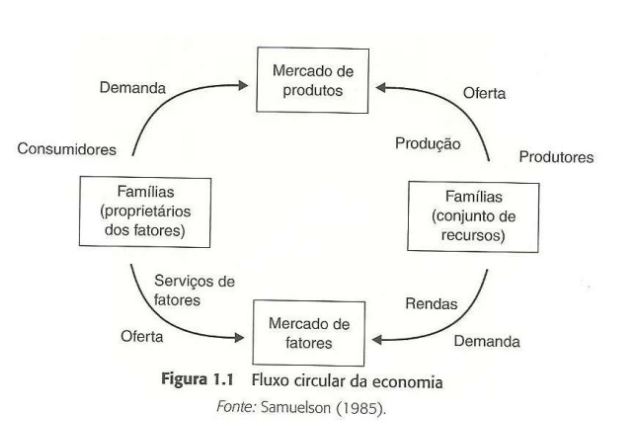 Mercado de
produtos
Demanda
Oferta
Produção
Consumidores
Produtores
Famílias
(proprietários
dos fatores)
Famílias
(conjunto de
recursos)
Serviços de
fatores
Rendas
Oferta
Mercado de
fatores
Demanda
Figura 1.1 Fluxo circular da economia
Fonte: Samuelson (1985).